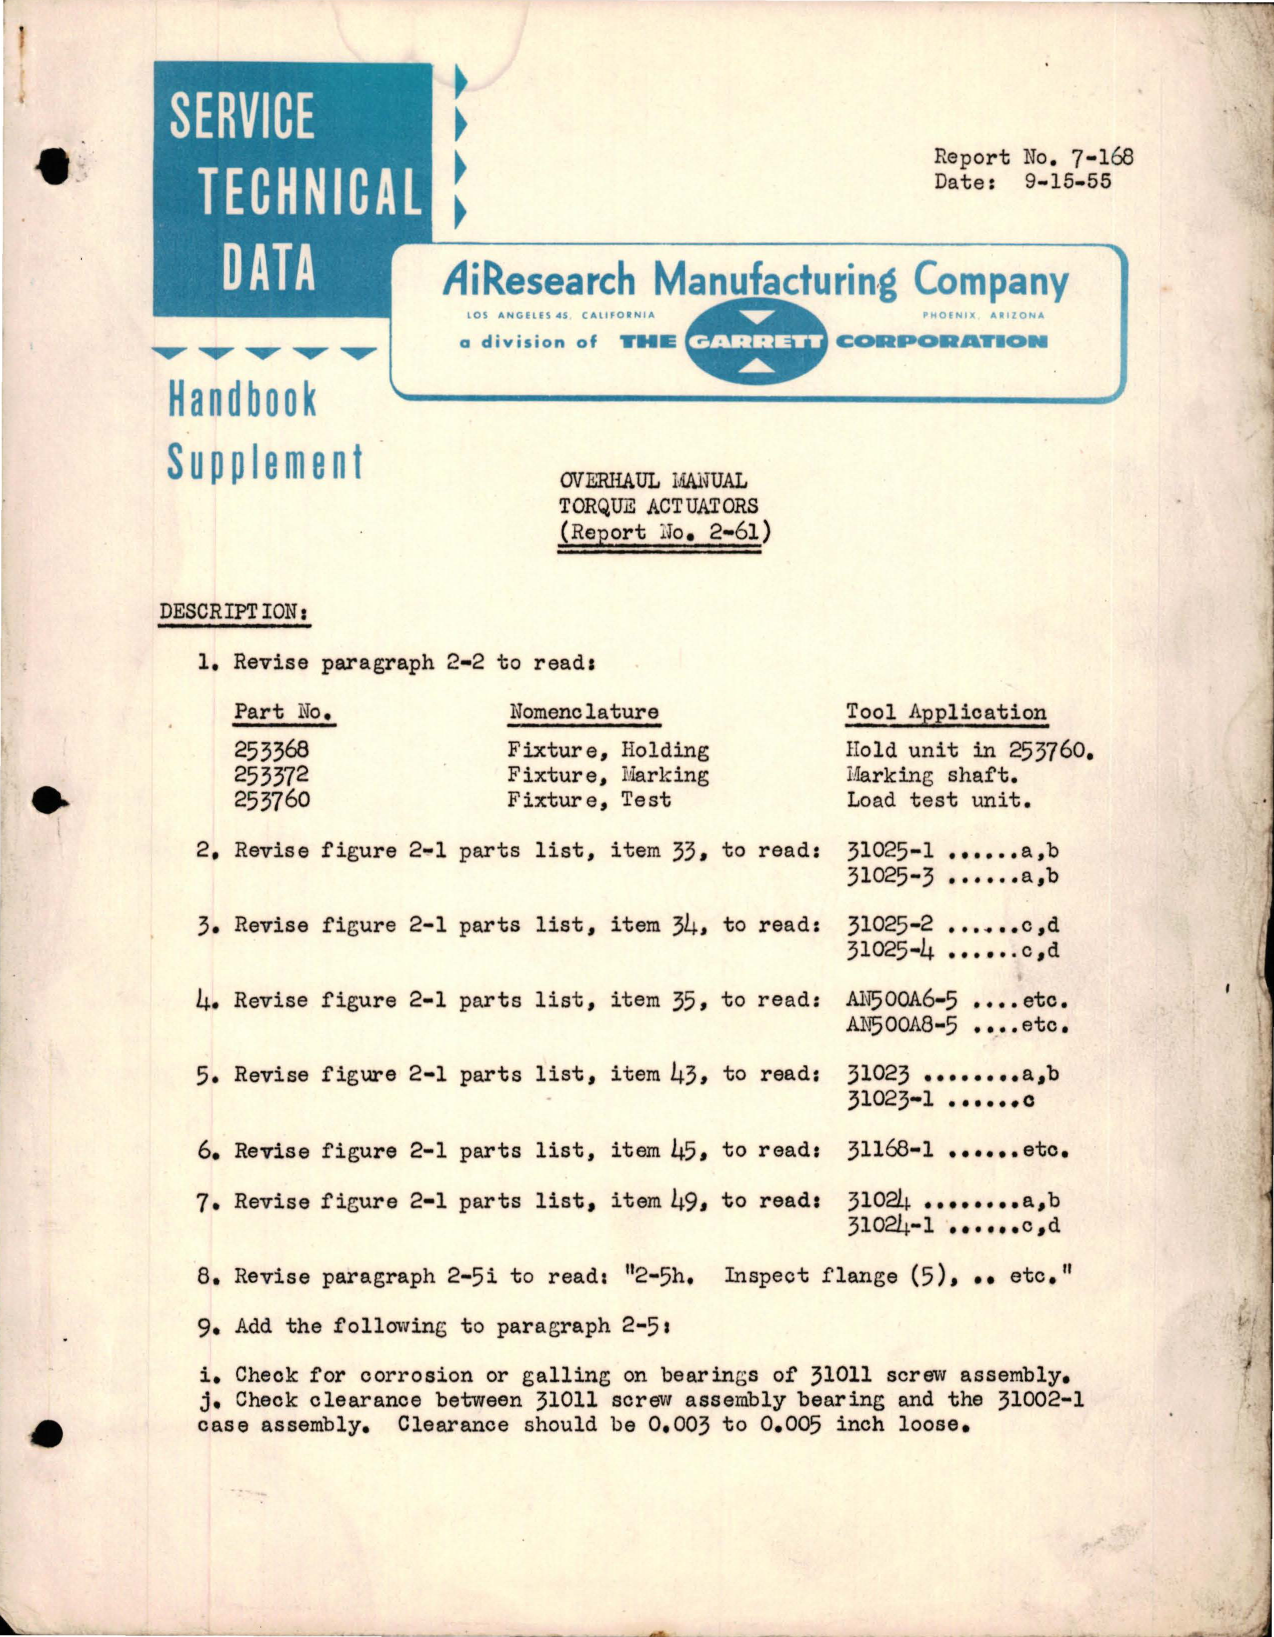 SERVICE
TECHNICAL
DATA
Report No. 7-168
Date: 9-15-55
AiResearch Manufacturing Company
LOS ANGELES 45, CALIFORNIA PHOENIX, ARIZONA
a division of THE GARRETT CORPORATION
Handbook
Supplement
OVERHAUL MANUAL
TORQUE ACTUATORS
(Report No. 2-61)
DESCRIPTION:
1. Revise paragraph 2-2 to read:
Part No. Nomenclature Tool Application
253368 Fixture, Holding Hold unit in 253760.
253372 Fixture, Marking Marking shaft.
253760 Fixture, Test Load test unit.
2. Revise figure 2-1 parts list, item 33, to read: 31025-1 ......a,b
31025-3 ......a,b
3. Revise figure 2-1 parts list, item 34, to read: 31025-2 ......c,d
31025-4 ......c,d
4. Revise figure 2-1 parts list, item 35, to read: AN500A6-5 ....etc.
AN500A8-5 ....etc.
5. Revise figure 2-1 parts list, item 43, to read: 31023 ........a,b
31023-1 ......c
6. Revise figure 2-1 parts list, item 45, to read: 31168-1 ......etc.
7. Revise figure 2-1 parts list, item 49, to read: 31024 ........a,b
31024-1 ......c,d
8. Revise paragraph 2-5i to read: "2-5h. Inspect flange (5), .. etc."
9. Add the following to paragraph 2-5:
i. Check for corrosion or galling on bearings of 31011 screw assembly.
j. Check clearance between 31011 screw assembly bearing and the 31002-1
case assembly. Clearance should be 0.003 to 0.005 inch loose.